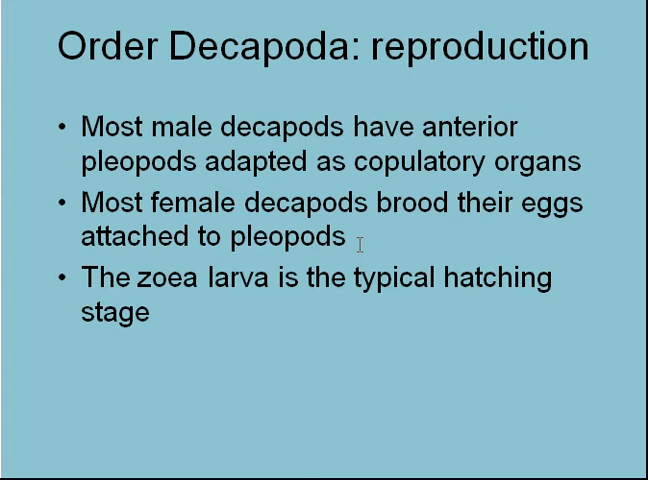 Order Decapoda: reproduction
• Most male decapods have anterior
pleopods adapted as copulatory organs
• Most female decapods brood their eggs
attached to pleopods
• The zoea larva is the typical hatching
stage